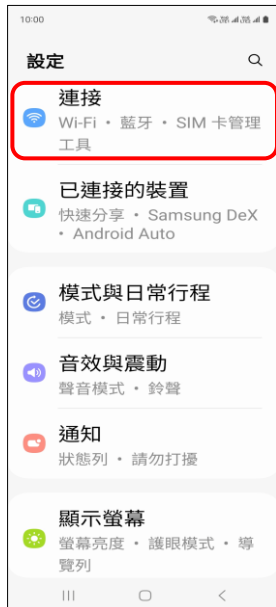 10:00
設定
連接
Wi-Fi • 藍牙 • SIM 卡管理
工具
已連接的裝置
快速分享 • Samsung DeX
• Android Auto
模式與日常行程
模式 • 日常行程
音效與震動
聲音模式 • 鈴聲
通知
狀態列 • 請勿打擾
顯示螢幕
螢幕亮度 • 護眼模式 • 導
覽列